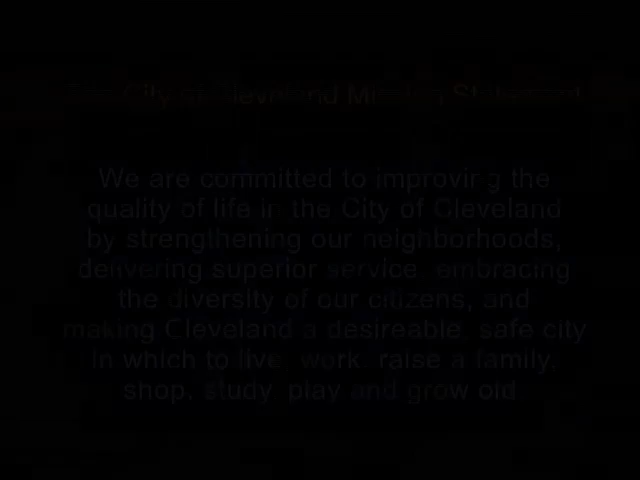 The City of Cleveland Mission Statement
We are committed to improving the
quality of life in the City of Cleveland
by strengthening our neighborhoods,
delivering superior service, embracing
the diversity of our citizens, and
making Cleveland a desireable, safe city
in which to live, work, raise a family,
shop, study, play and grow old